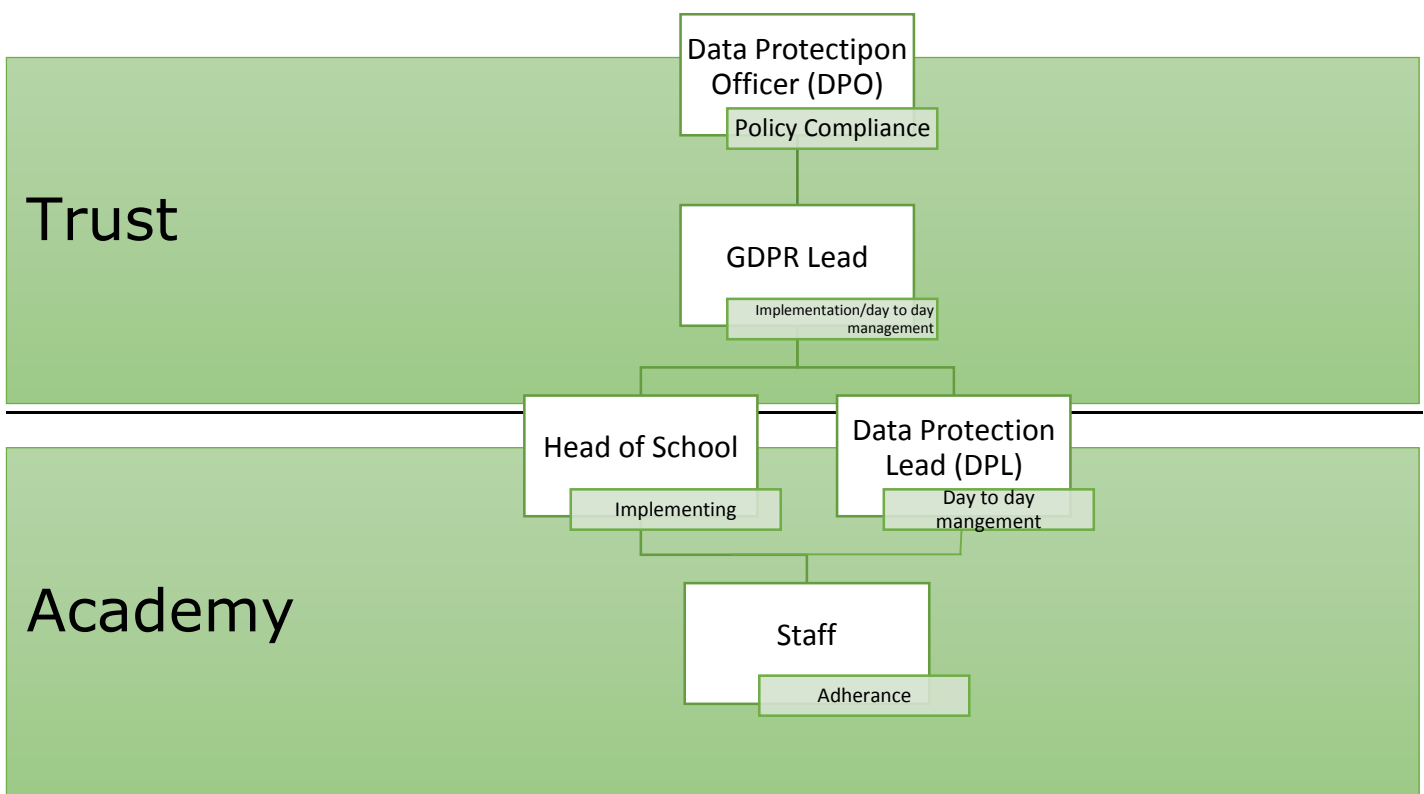 Data Protectipon
Officer (DPO)
Policy Compliance
Trust
GDPR Lead
Implementation/day to day
management
Head of School
Implementing
Data Protection
Lead (DPL)
Day to day
mangement
Academy
Staff
Adherance